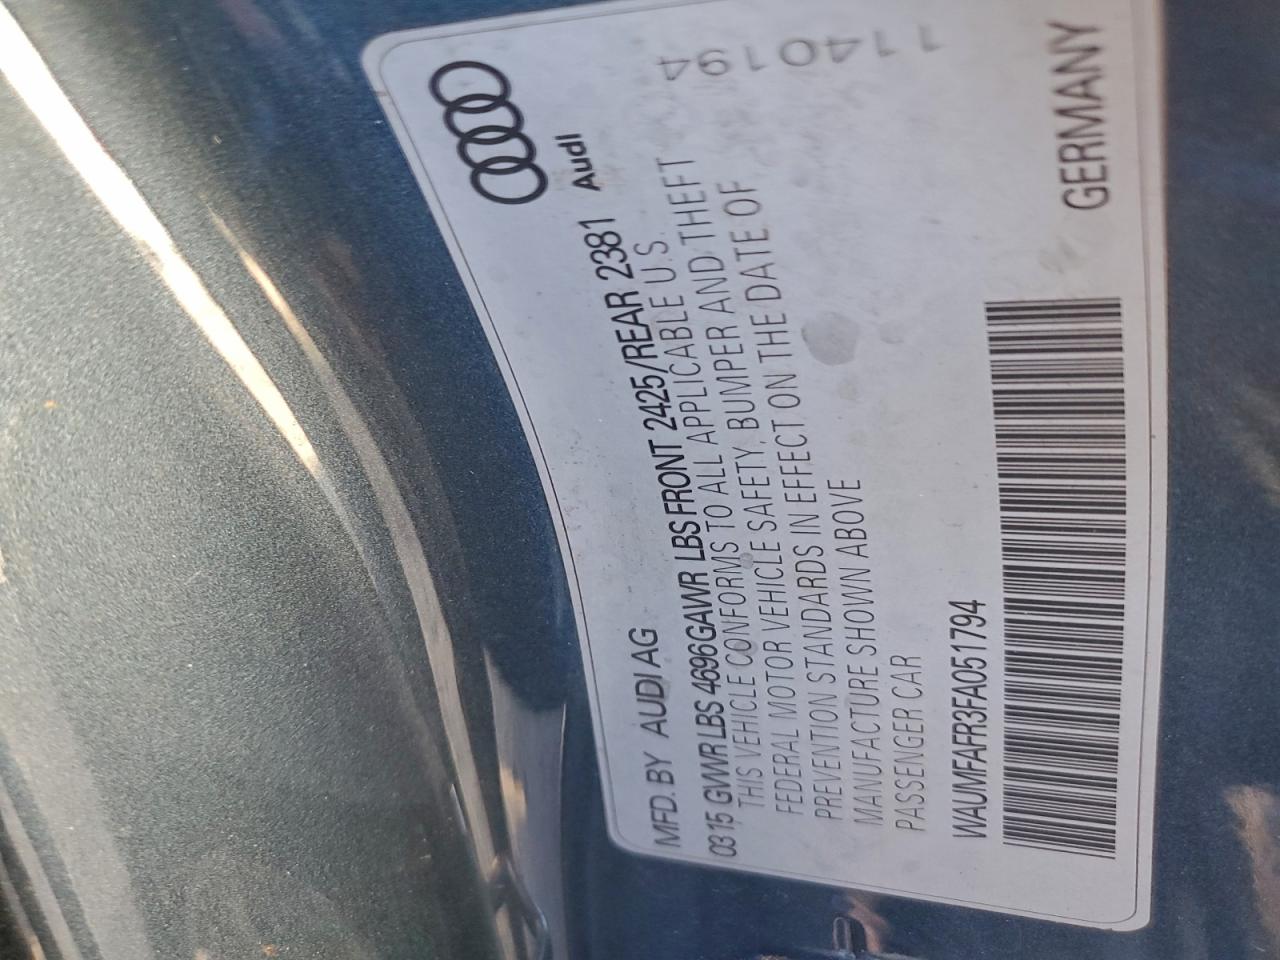 Audi
MFD. BY AUDI AG
0315 GVWR LBS 4696 GAWR LBS FRONT 2425/REAR 2381
THIS VEHICLE CONFORMS TO ALL APPLICABLE U.S.
FEDERAL MOTOR VEHICLE SAFETY, BUMPER AND THEFT
PREVENTION STANDARDS IN EFFECT ON THE DATE OF
MANUFACTURE SHOWN ABOVE
PASSENGER CAR
WAUMFAFR3FA051794
GERMANY
1140194